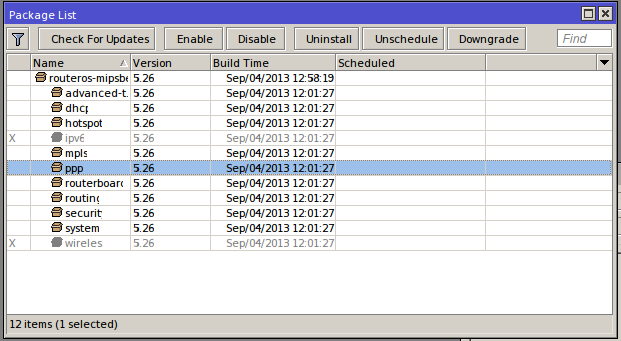 Package List
Check For Updates Enable Disable Uninstall Unschedule Downgrade Find
Name Version Build Time Scheduled
routeros-mipsbe 5.26 Sep/04/2013 12:58:19
advanced-t. 5.26 Sep/04/2013 12:01:27
dhcp 5.26 Sep/04/2013 12:01:27
hotspot 5.26 Sep/04/2013 12:01:27
X ipv6 5.26 Sep/04/2013 12:01:27
mpls 5.26 Sep/04/2013 12:01:27
ppp 5.26 Sep/04/2013 12:01:27
routerboard 5.26 Sep/04/2013 12:01:27
routing 5.26 Sep/04/2013 12:01:27
securit 5.26 Sep/04/2013 12:01:27
system 5.26 Sep/04/2013 12:01:27
X wireles 5.26 Sep/04/2013 12:01:27
12 items (1 selected)